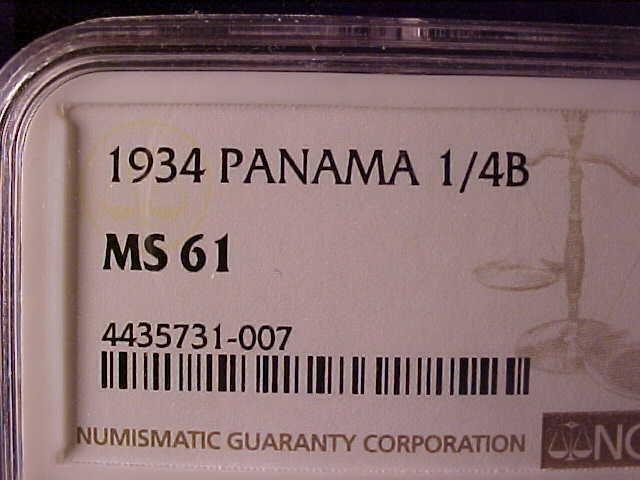 1934 PANAMA 1/4B
MS 61
4435731-007
NUMISMATIC GUARANTY CORPORATION